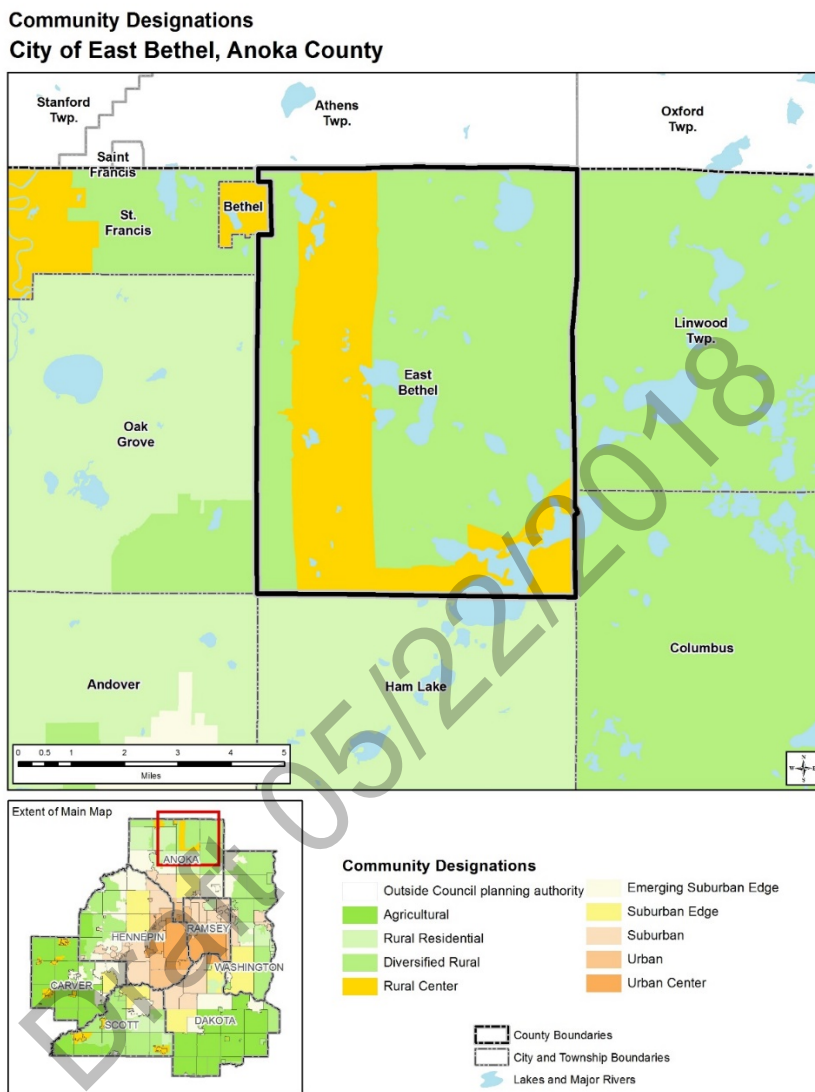 Community Designations
City of East Bethel, Anoka County
Stanford
Twp.
Athens
Twp.
Oxford
Twp.
Saint
Francis
St.
Francis
Bethel
Linwood
Twp.
East
Bethel
Oak
Grove
Columbus
Andover
Ham Lake
0 0.5 1 2 3 4 5
Miles
N
W E
S
Extent of Main Map
ANOKA
HENNEPIN
RAMSEY
WASHINGTON
CARVER
SCOTT
DAKOTA
Community Designations
Outside Council planning authority
Agricultural
Rural Residential
Diversified Rural
Rural Center
Emerging Suburban Edge
Suburban Edge
Suburban
Urban
Urban Center
County Boundaries
City and Township Boundaries
Lakes and Major Rivers
Draft 05/22/2018